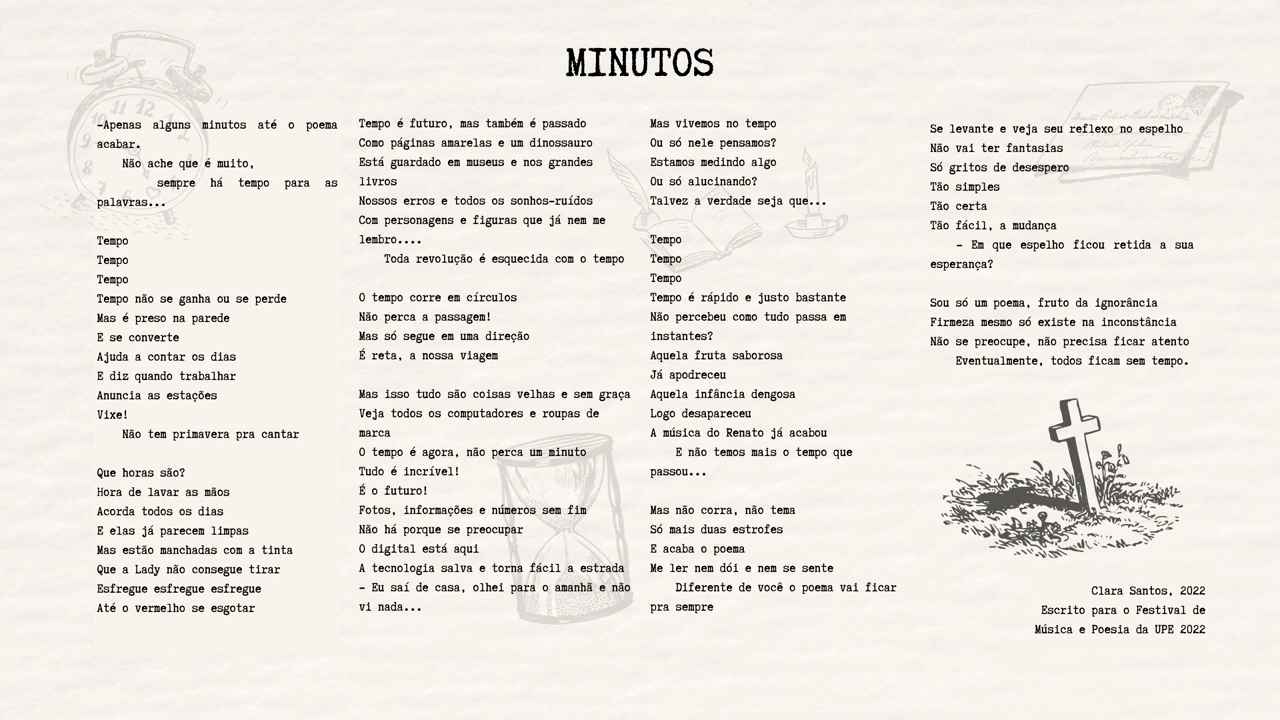 MINUTOS
-Apenas alguns minutos até o poema
acabar.
Não ache que é muito,
sempre há tempo para as
palavras...
Tempo
Tempo
Tempo
Tempo não se ganha ou se perde
Mas é preso na parede
E se converte
Ajuda a contar os dias
E diz quando trabalhar
Anuncia as estações
Vixe!
Não tem primavera pra cantar
Que horas são?
Hora de lavar as mãos
Acorda todos os dias
E elas já parecem limpas
Mas estão manchadas com a tinta
Que a Lady não consegue tirar
Esfregue esfregue esfregue
Até o vermelho se esgotar
Tempo é futuro, mas também é passado
Como páginas amarelas e um dinossauro
Está guardado em museus e nos grandes
livros
Nossos erros e todos os sonhos-ruídos
Com personagens e figuras que já nem me
lembro....
Toda revolução é esquecida com o tempo
O tempo corre em círculos
Não perca a passagem!
Mas só segue em uma direção
É reta, a nossa viagem
Mas isso tudo são coisas velhas e sem graça
Veja todos os computadores e roupas de
marca
O tempo é agora, não perca um minuto
Tudo é incrível!
É o futuro!
Fotos, informações e números sem fim
Não há porque se preocupar
O digital está aqui
A tecnologia salva e torna fácil a estrada
- Eu saí de casa, olhei para o amanhã e não
vi nada...
Mas vivemos no tempo
Ou só nele pensamos?
Estamos medindo algo
Ou só alucinando?
Talvez a verdade seja que...
Tempo
Tempo
Tempo
Tempo é rápido e justo bastante
Não percebeu como tudo passa em
instantes?
Aquela fruta saborosa
Já apodreceu
Aquela infância dengosa
Logo desapareceu
A música do Renato já acabou
E não temos mais o tempo que
passou...
Mas não corra, não tema
Só mais duas estrofes
E acaba o poema
Me ler nem dói e nem se sente
Diferente de você o poema vai ficar
pra sempre
Se levante e veja seu reflexo no espelho
Não vai ter fantasias
Só gritos de desespero
Tão simples
Tão certa
Tão fácil, a mudança
- Em que espelho ficou retida a sua
esperança?
Sou só um poema, fruto da ignorância
Firmeza mesmo só existe na inconstância
Não se preocupe, não precisa ficar atento
Eventualmente, todos ficam sem tempo.
Clara Santos, 2022
Escrito para o Festival de
Música e Poesia da UPE 2022